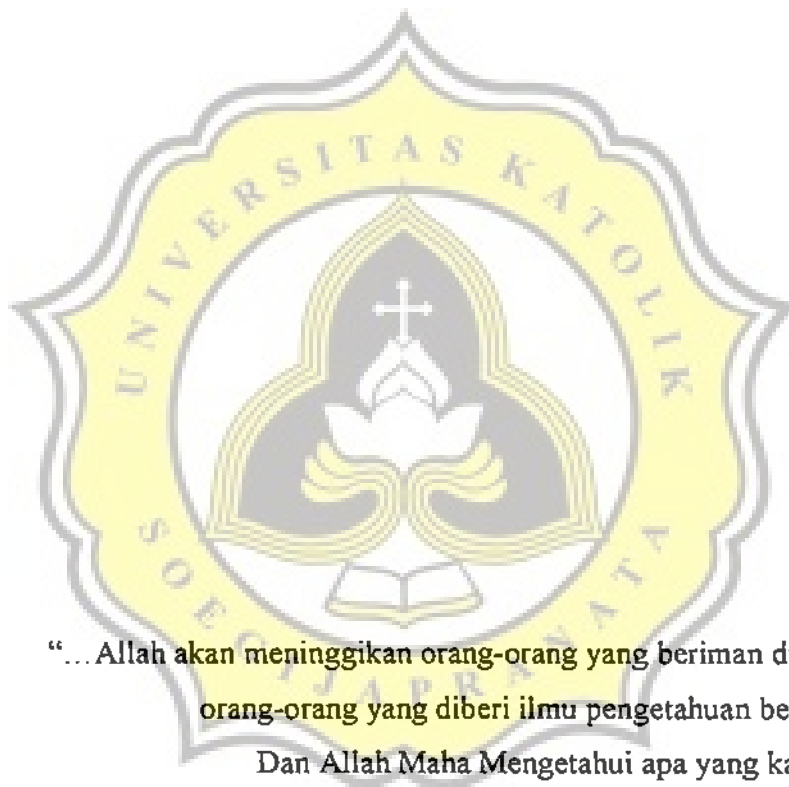 UNIVERSITAS KATOLIK
SOEGIJAPRANATA
“…Allah akan meninggikan orang-orang yang beriman
orang-orang yang diberi ilmu pengetahuan
Dan Allah Maha Mengetahui apa yang